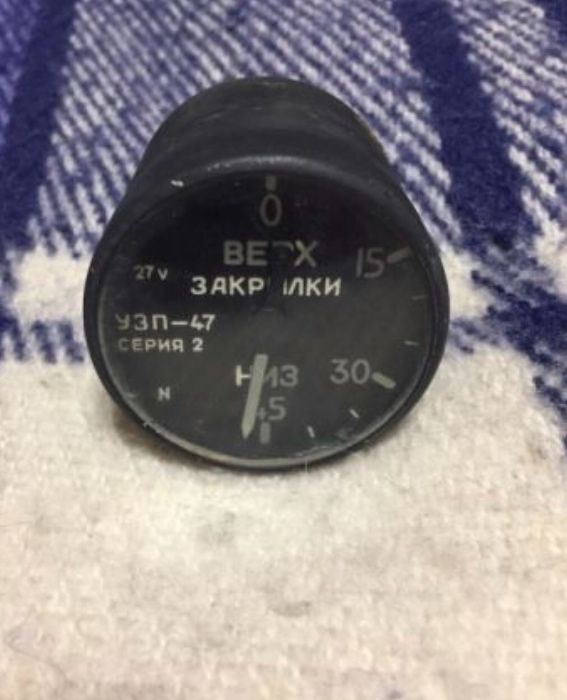 0
ВЕРХ
15
27V
ЗАКРЫЛКИ
УЗП-47
СЕРИЯ 2
НИЗ
30
N
45